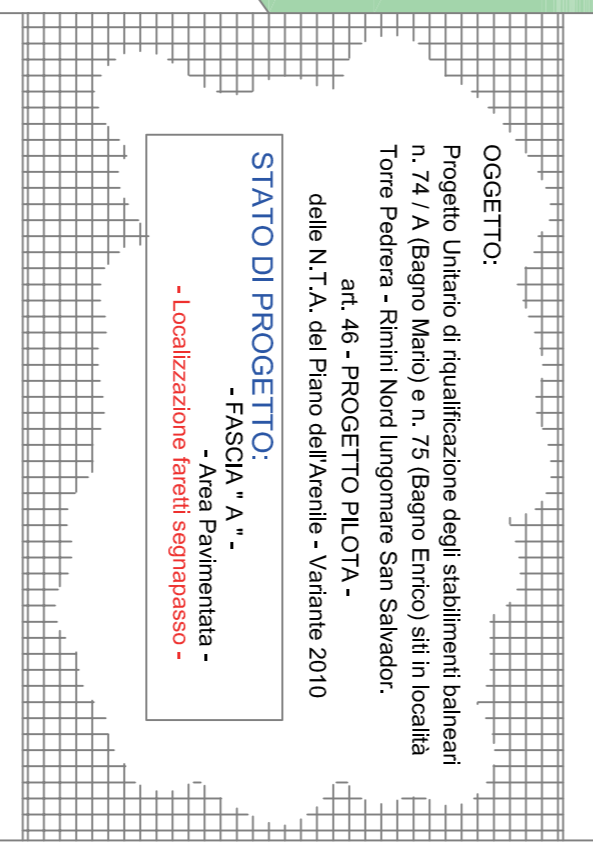 OGGETTO:
Progetto Unitario di riqualificazione degli stabilimenti balneari
n. 74 / A (Bagno Mario) e n. 75 (Bagno Enrico) siti in località
Torre Pedrera - Rimini Nord lungomare San Salvador.
art. 46 - PROGETTO PILOTA -
delle N.T.A. del Piano dell'Arenile - Variante 2010
STATO DI PROGETTO:
- FASCIA " A " -
- Area Pavimentata -
- Localizzazione faretti segnapasso -